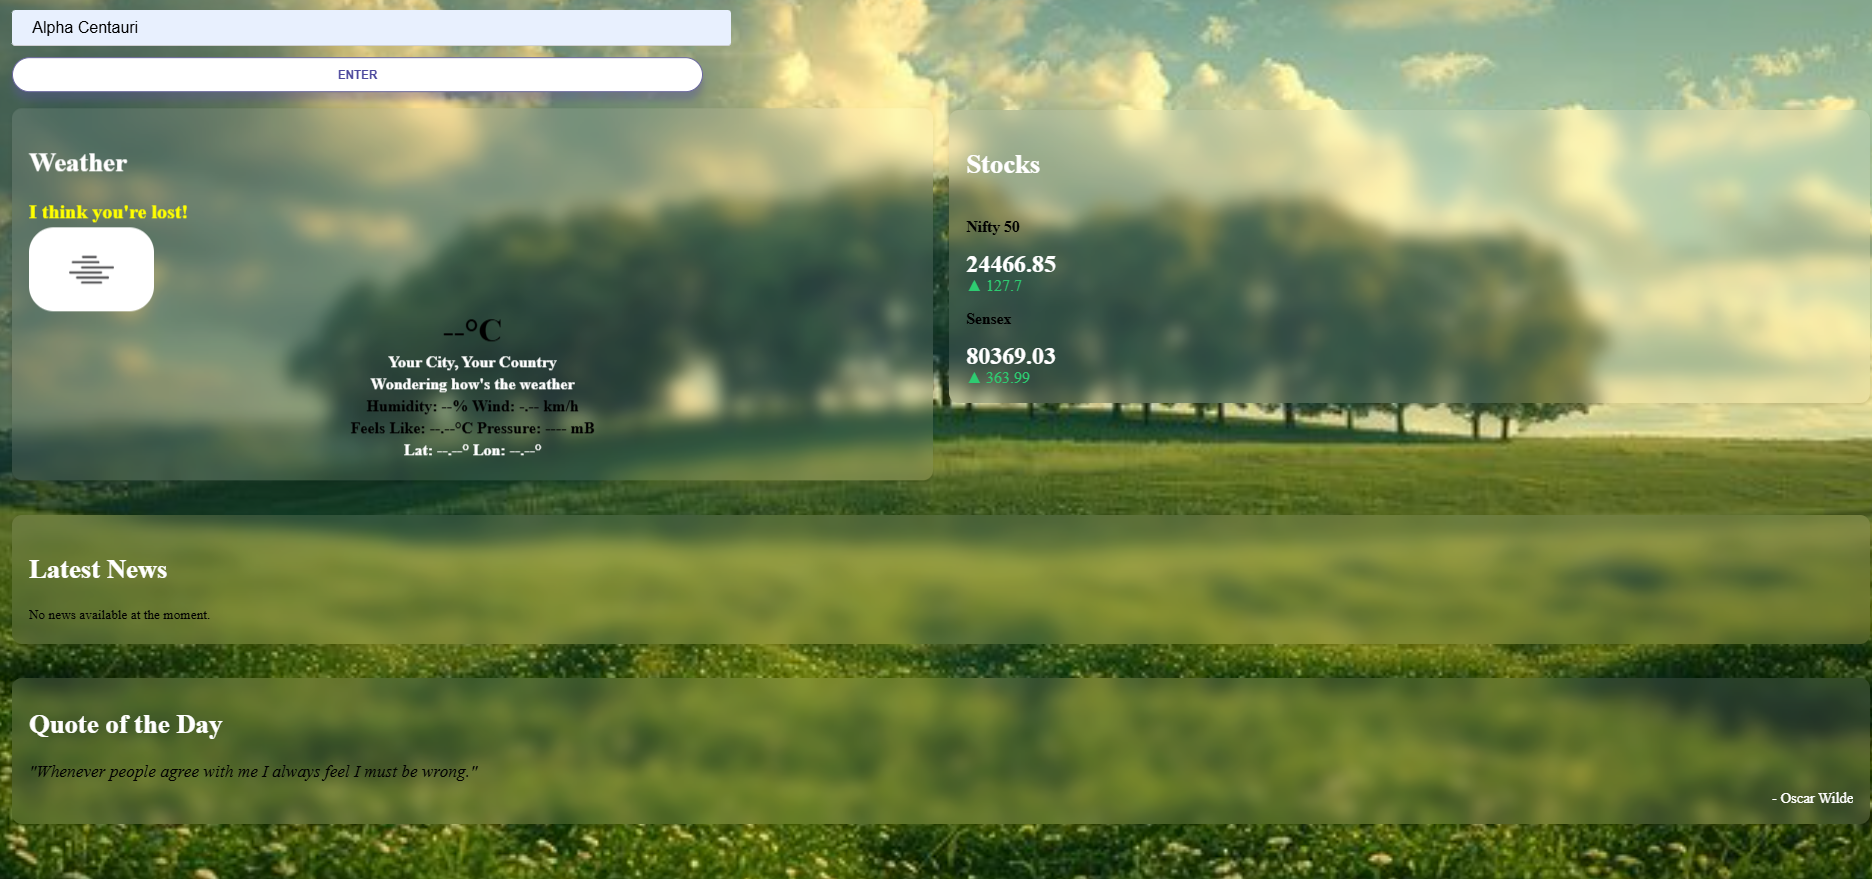 Alpha Centauri
ENTER
Weather
I think you're lost!
--°C
Your City, Your Country
Wondering how's the weather
Humidity: --% Wind: -.-- km/h
Feels Like: --.--°C Pressure: ---- mB
Lat: --.--° Lon: --.--°
Stocks
Nifty 50
24466.85
▲ 127.7
Sensex
80369.03
▲ 363.99
Latest News
No news available at the moment.
Quote of the Day
"Whenever people agree with me I always feel I must be wrong."
- Oscar Wilde